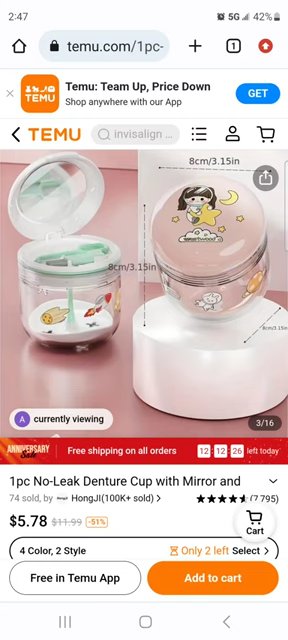 2:47
5G
42%
temu.com/1pc-
1
TEMU
Temu: Team Up, Price Down
Shop anywhere with our App
GET
TEMU
invisalign ...
8cm/3.15in
8cm/3.15in
8cm/3.15in
A currently viewing
3/16
ANNIVERSARY
Sale
Free shipping on all orders
12 : 12 : 26 left today
1pc No-Leak Denture Cup with Mirror and
74 sold, by HongJI(100K+ sold) >
(7 795)
$5.78 $11.99 -51%
Cart
4 Color, 2 Style
Only 2 left Select >
Free in Temu App
Add to cart